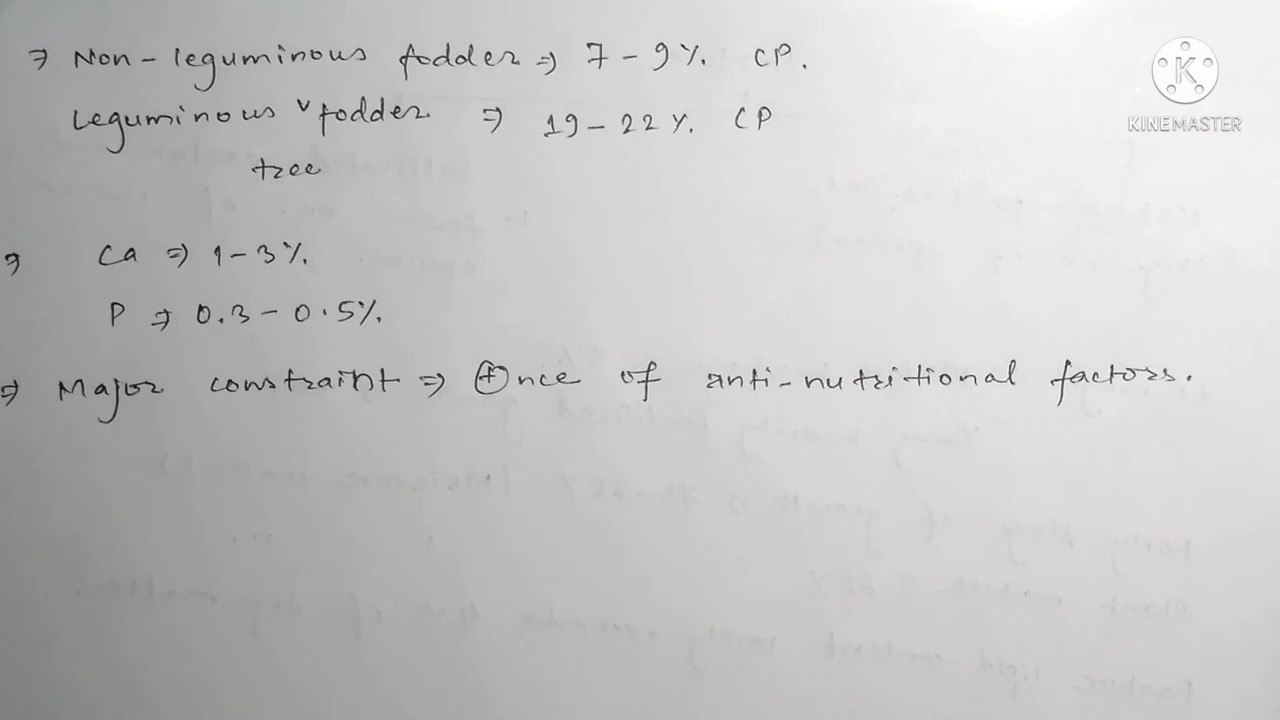 ⇒ Non-leguminous fodder ⇒ 7-9% CP.
Leguminous ∨ fodder ⇒ 19-22%. CP
tree
⇒ Ca ⇒ 1-3%.
P ⇒ 0.3-0.5%.
⇒ Major constraint ⇒ ⊕nce of anti-nutritional factors.
K
KINEMASTER